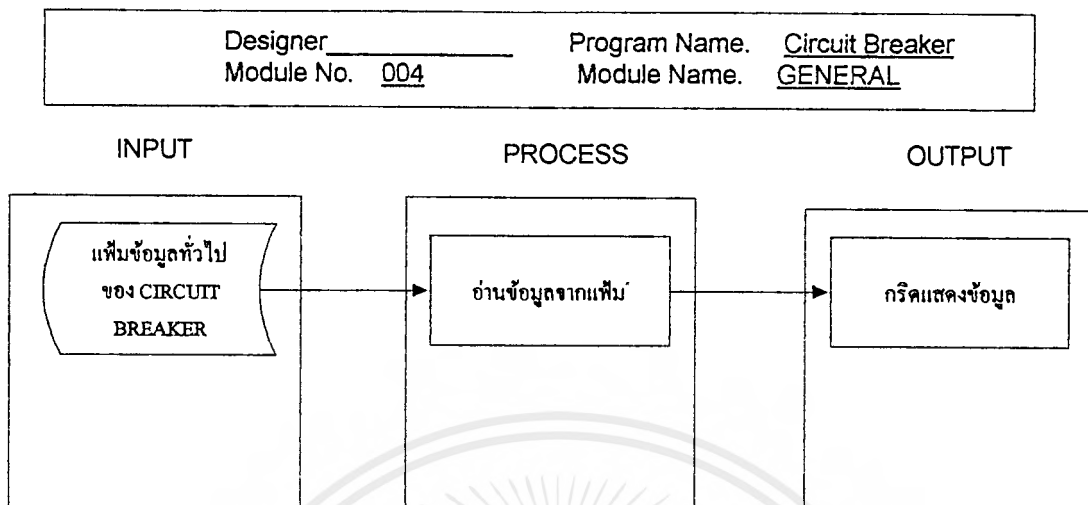 Designer Program Name. Circuit Breaker
Module No. 004 Module Name. GENERAL
INPUT PROCESS OUTPUT
แฟ้มข้อมูลทั่วไป
ของ CIRCUIT
BREAKER
อ่านข้อมูลจากแฟ้ม
กริดแสดงข้อมูล